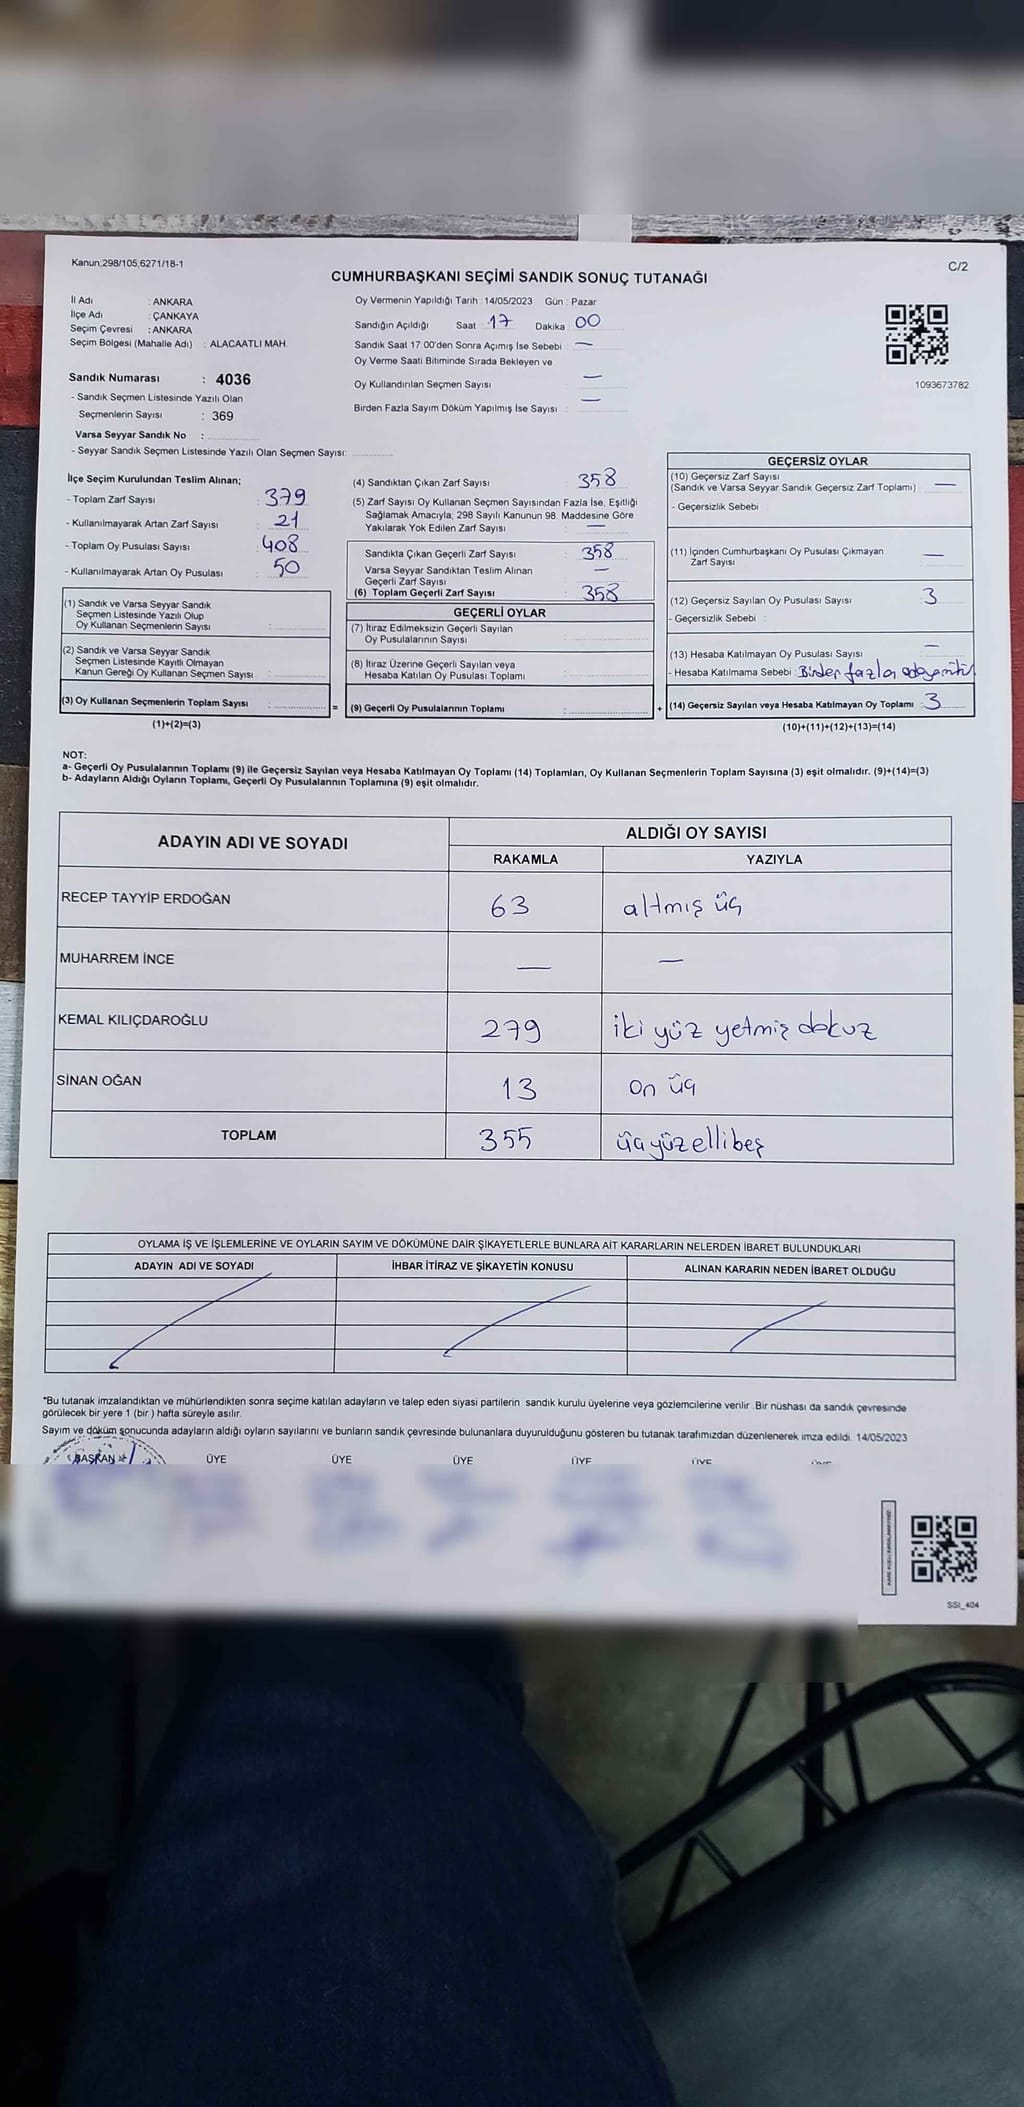 Kanun,298/105,6271/18-1
C/2
CUMHURBAŞKANI SEÇİMİ SANDIK SONUÇ TUTANAĞI
İl Adı : ANKARA
İlçe Adı : ÇANKAYA
Seçim Çevresi : ANKARA
Seçim Bölgesi (Mahalle Adı) : ALACAATLI MAH.
Sandık Numarası : 4036
- Sandık Seçmen Listesinde Yazılı Olan
Seçmenlerin Sayısı : 369
Varsa Seyyar Sandık No :
- Seyyar Sandık Seçmen Listesinde Yazılı Olan Seçmen Sayısı:
Oy Vermenin Yapıldığı Tarih : 14/05/2023 Gün : Pazar
Sandığın Açıldığı Saat : 17 Dakika 00
Sandık Saat 17:00'den Sonra Açımış İse Sebebi : —
Oy Verme Saati Bitiminde Sırada Bekleyen ve
Oy Kullandırılan Seçmen Sayısı : —
Birden Fazla Sayım Döküm Yapılmış İse Sayısı : —
1093673782
İlçe Seçim Kurulundan Teslim Alınan;
- Toplam Zarf Sayısı : 379
- Kullanılmayarak Artan Zarf Sayısı : 21
- Toplam Oy Pusulası Sayısı : 408
- Kullanılmayarak Artan Oy Pusulası : 50
(1) Sandık ve Varsa Seyyar Sandık
Seçmen Listesinde Yazılı Olup
Oy Kullanan Seçmenlerin Sayısı :
(2) Sandık ve Varsa Seyyar Sandık
Seçmen Listesinde Kayıtlı Olmayan
Kanun Gereği Oy Kullanan Seçmen Sayısı :
(3) Oy Kullanan Seçmenlerin Toplam Sayısı :
(1)+(2)=(3)
(4) Sandıktan Çıkan Zarf Sayısı : 358
(5) Zarf Sayısı Oy Kullanan Seçmen Sayısından Fazla İse, Eşitliği
Sağlamak Amacıyla, 298 Sayılı Kanunun 98. Maddesine Göre
Yakılarak Yok Edilen Zarf Sayısı : —
Sandıkta Çıkan Geçerli Zarf Sayısı : 358
Varsa Seyyar Sandıktan Teslim Alınan
Geçerli Zarf Sayısı : —
(6) Toplam Geçerli Zarf Sayısı : 358
GEÇERLİ OYLAR
(7) İtiraz Edilmeksizin Geçerli Sayılan
Oy Pusulalarının Sayısı :
(8) İtiraz Üzerine Geçerli Sayılan veya
Hesaba Katılan Oy Pusulası Toplamı :
= (9) Geçerli Oy Pusulalarının Toplamı :
GEÇERSİZ OYLAR
(10) Geçersiz Zarf Sayısı
(Sandık ve Varsa Seyyar Sandık Geçersiz Zarf Toplamı) : —
- Geçersizlik Sebebi :
(11) İçinden Cumhurbaşkanı Oy Pusulası Çıkmayan
Zarf Sayısı : —
(12) Geçersiz Sayılan Oy Pusulası Sayısı : 3
- Geçersizlik Sebebi :
(13) Hesaba Katılmayan Oy Pusulası Sayısı : —
- Hesaba Katılmama Sebebi : Birden fazla adaya
+ (14) Geçersiz Sayılan veya Hesaba Katılmayan Oy Toplamı : 3
(10)+(11)+(12)+(13)=(14)
NOT:
a- Geçerli Oy Pusulalarının Toplamı (9) ile Geçersiz Sayılan veya Hesaba Katılmayan Oy Toplamı (14) Toplamları, Oy Kullanan Seçmenlerin Toplam Sayısına (3) eşit olmalıdır. (9)+(14)=(3)
b- Adayların Aldığı Oyların Toplamı, Geçerli Oy Pusulalarının Toplamına (9) eşit olmalıdır.
ADAYIN ADI VE SOYADI
ALDIĞI OY SAYISI
RAKAMLA YAZIYLA
RECEP TAYYİP ERDOĞAN 63 altmış üç
MUHARREM İNCE — —
KEMAL KILIÇDAROĞLU 279 iki yüz yetmiş dokuz
SİNAN OĞAN 13 on üç
TOPLAM 355 üçyüzellibeş
OYLAMA İŞ VE İŞLEMLERİNE VE OYLARIN SAYIM VE DÖKÜMÜNE DAİR ŞİKAYETLERLE BUNLARA AİT KARARLARIN NELERDEN İBARET BULUNDUKLARI
ADAYIN ADI VE SOYADI İHBAR İTİRAZ VE ŞİKAYETİN KONUSU ALINAN KARARIN NEDEN İBARET OLDUĞU
*Bu tutanak imzalandıktan ve mühürlendikten sonra seçime katılan adayların ve talep eden siyasi partilerin sandık kurulu üyelerine veya gözlemcilerine verilir. Bir nüshası da sandık çevresinde
görülecek bir yere 1 (bir) hafta süreyle asılır.
Sayım ve döküm sonucunda adayların aldığı oyların sayılarını ve bunların sandık çevresinde bulunanlara duyurulduğunu gösteren bu tutanak tarafımızdan düzenlenerek imza edildi. 14/05/2023
BAŞKAN ÜYE ÜYE ÜYE ÜYE ÜYE
SSI_404